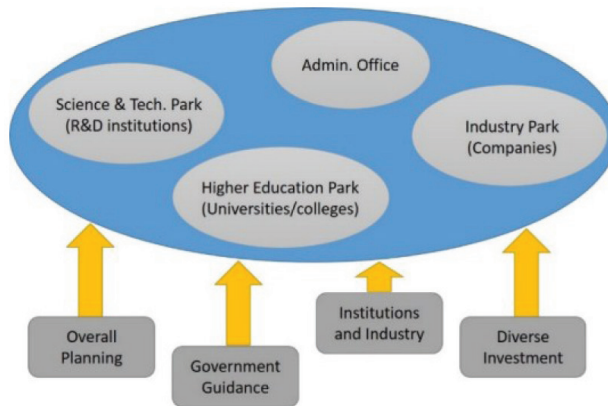 Admin. Office
Science & Tech. Park
(R&D institutions)
Industry Park
(Companies)
Higher Education Park
(Universities/colleges)
Overall
Planning
Government
Guidance
Institutions
and Industry
Diverse
Investment